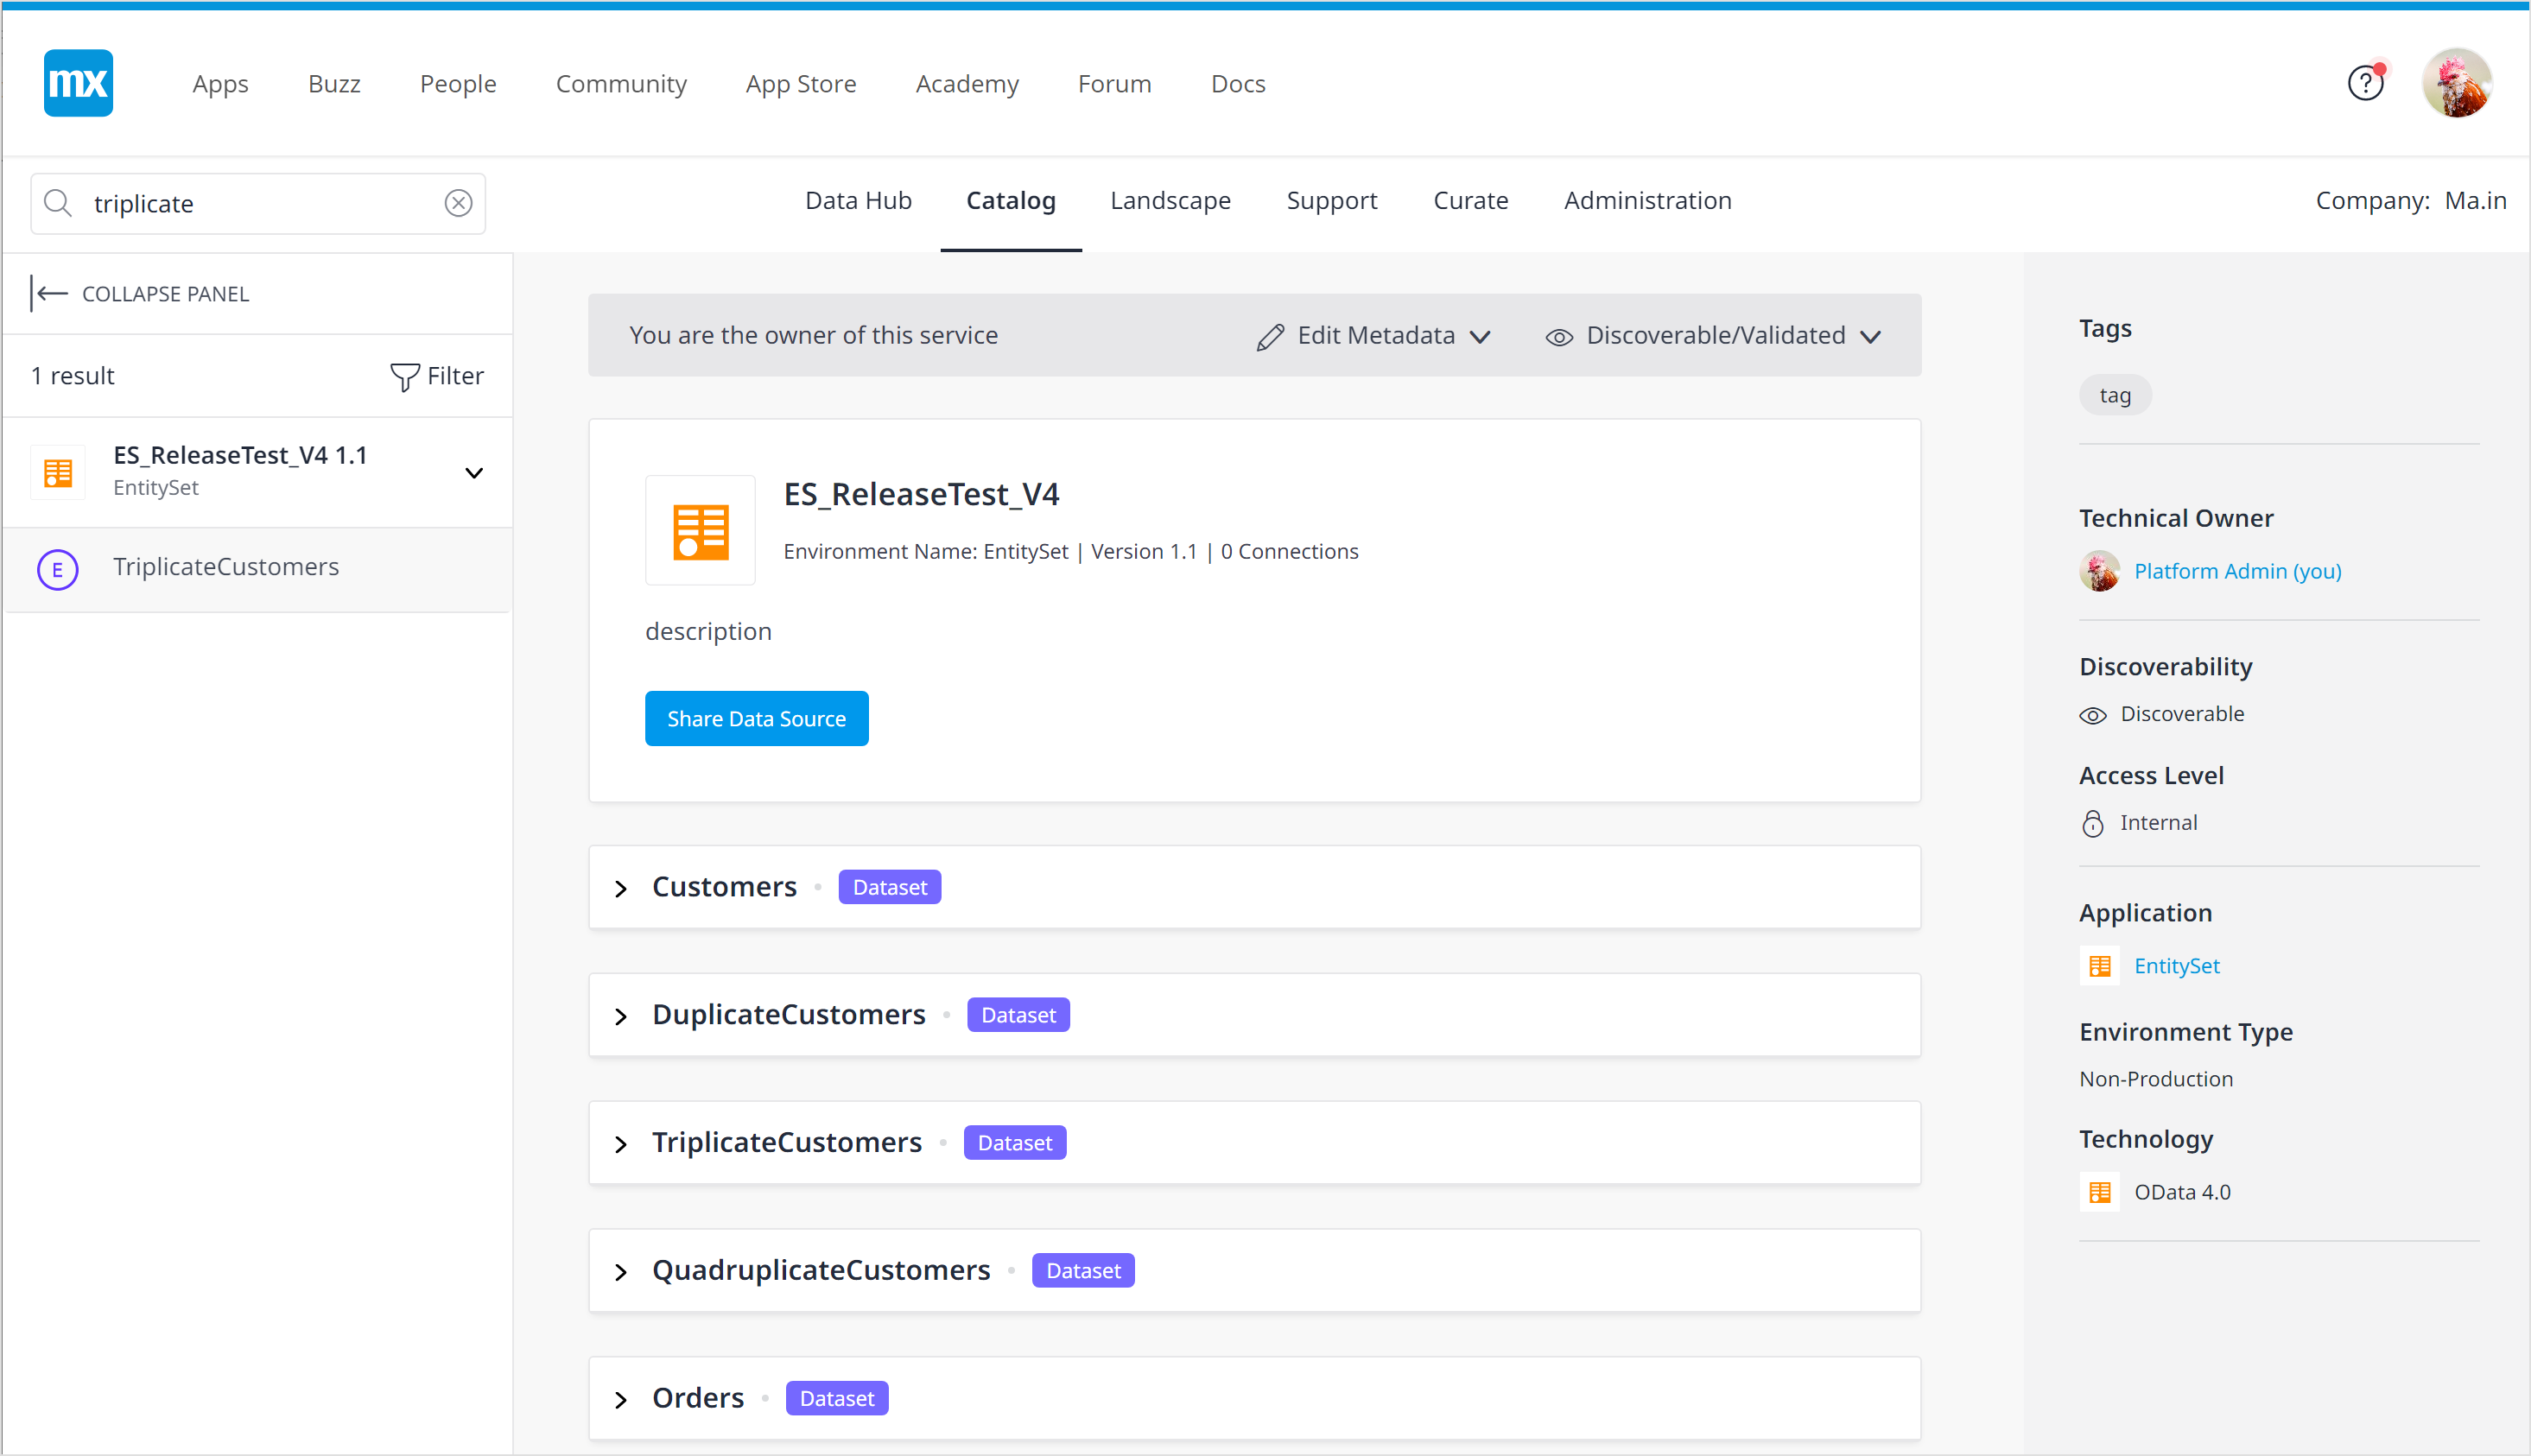 mx Apps Buzz People Community App Store Academy Forum Docs ?
triplicate Data Hub Catalog Landscape Support Curate Administration Company: Ma.in
COLLAPSE PANEL
1 result Filter
ES_ReleaseTest_V4 1.1
EntitySet
E TriplicateCustomers
You are the owner of this service Edit Metadata Discoverable/Validated
ES_ReleaseTest_V4
Environment Name: EntitySet | Version 1.1 | 0 Connections
description
Share Data Source
Customers Dataset
DuplicateCustomers Dataset
TriplicateCustomers Dataset
QuadruplicateCustomers Dataset
Orders Dataset
Tags
tag
Technical Owner
Platform Admin (you)
Discoverability
Discoverable
Access Level
Internal
Application
EntitySet
Environment Type
Non-Production
Technology
OData 4.0